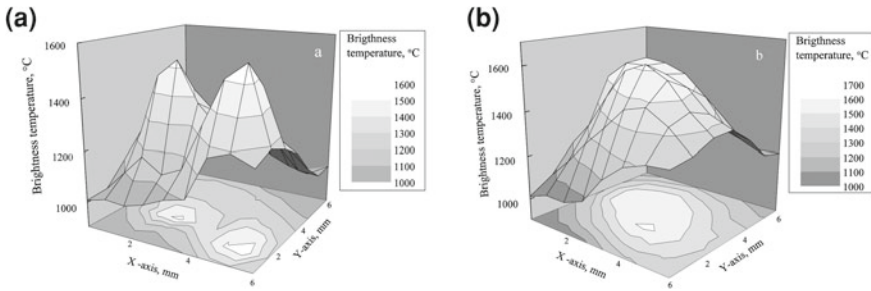 (a)
a
Brightness temperature, °C
1600
1400
1200
1000
2
4
6
X -axis, mm
2
4
6
Y-axis, mm
Brigthness
temperature, °C
1600
1500
1400
1300
1200
1100
1000
(b)
b
Brightness temperature, °C
1600
1400
1200
1000
2
4
6
X -axis, mm
2
4
6
Y-axis, mm
Brigthness
temperature, °C
1700
1600
1500
1400
1300
1200
1100
1000